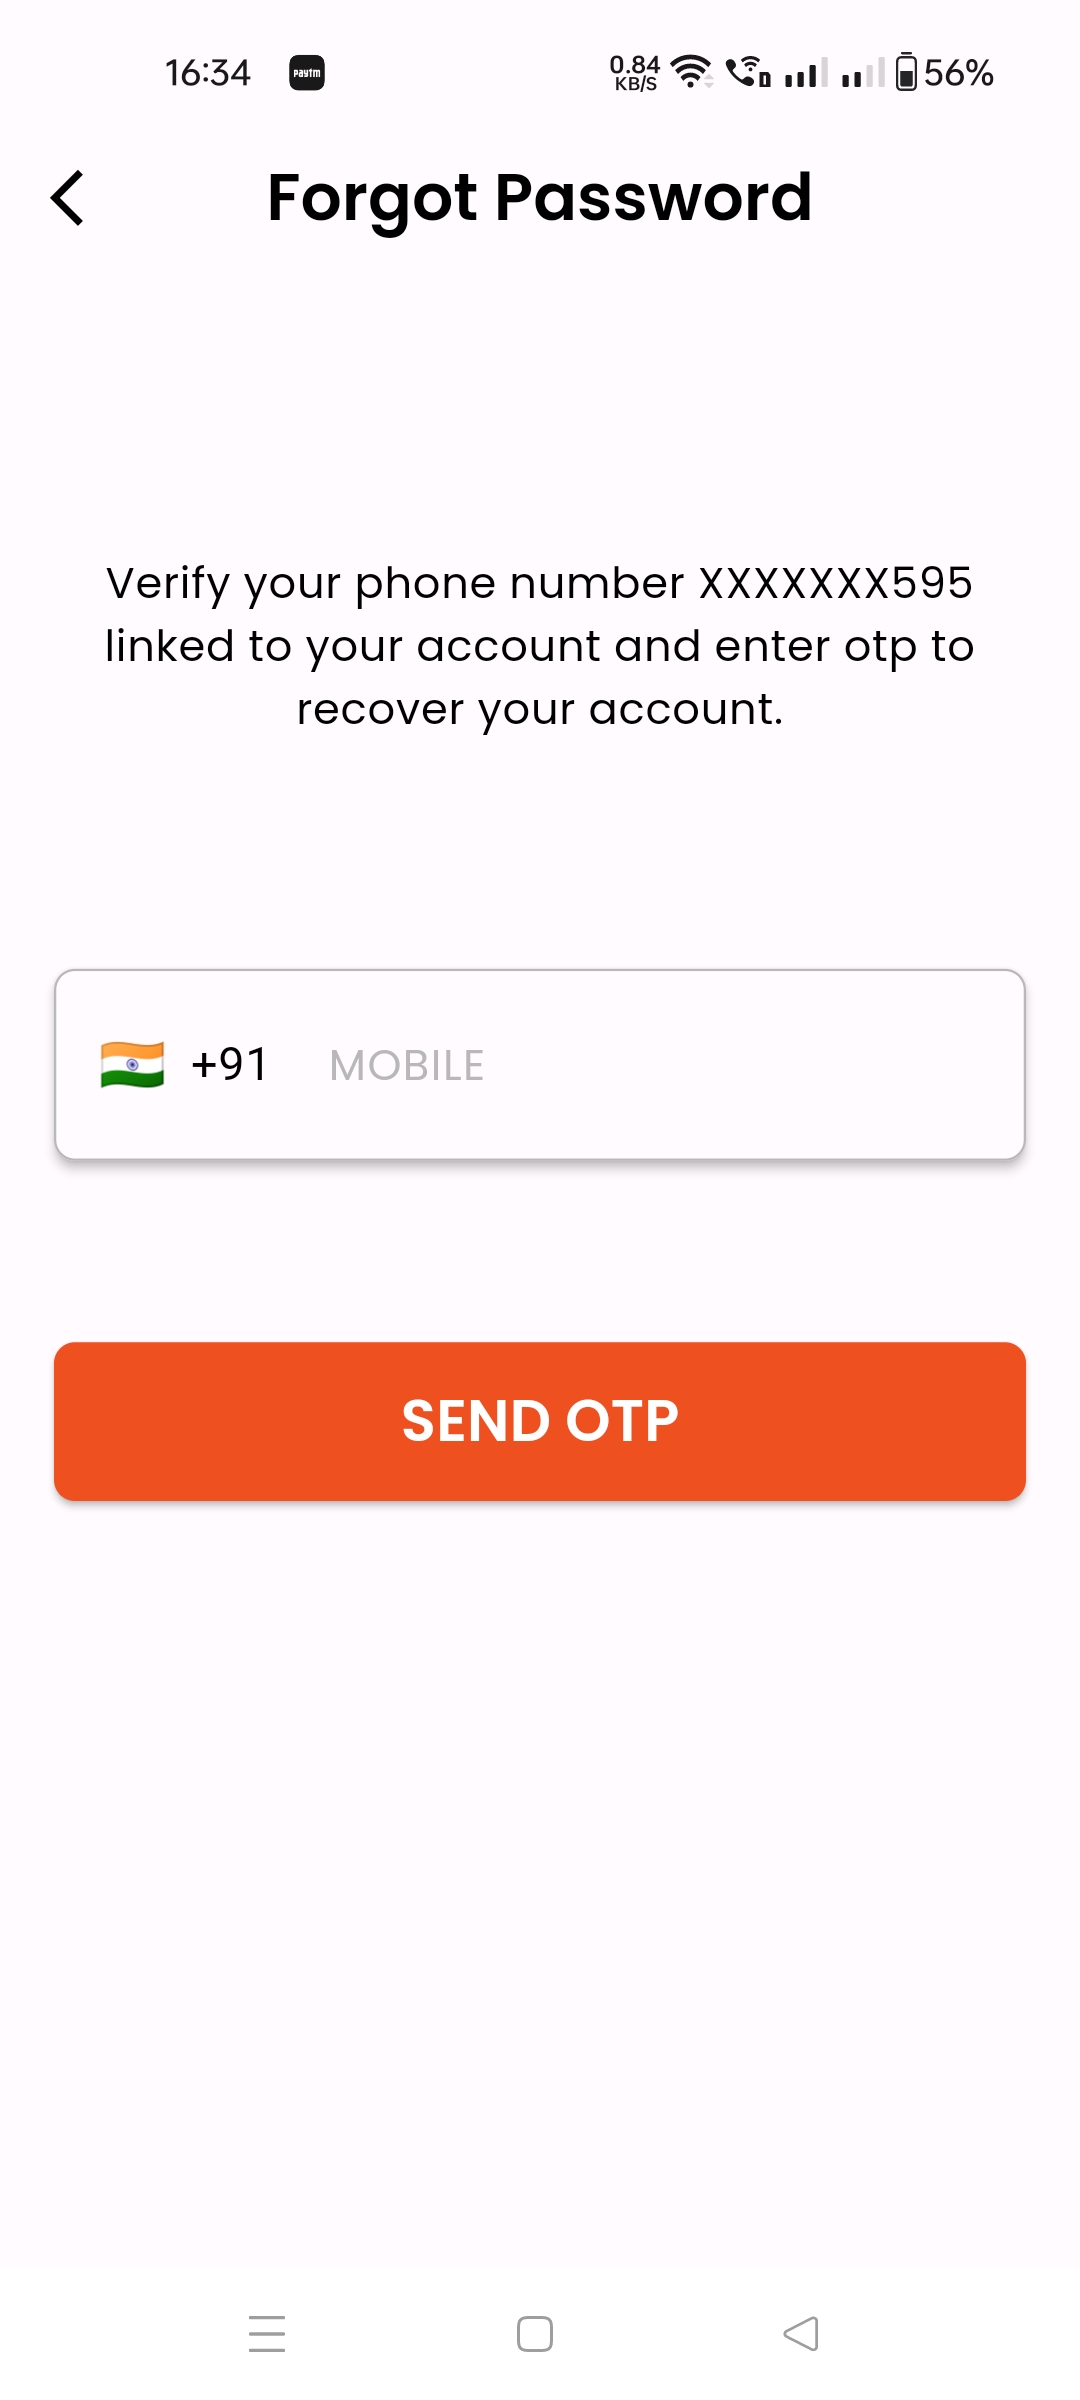 16:34 paytm 0.84 KB/S 56%
Forgot Password
Verify your phone number XXXXXXX595
linked to your account and enter otp to
recover your account.
+91 MOBILE
SEND OTP